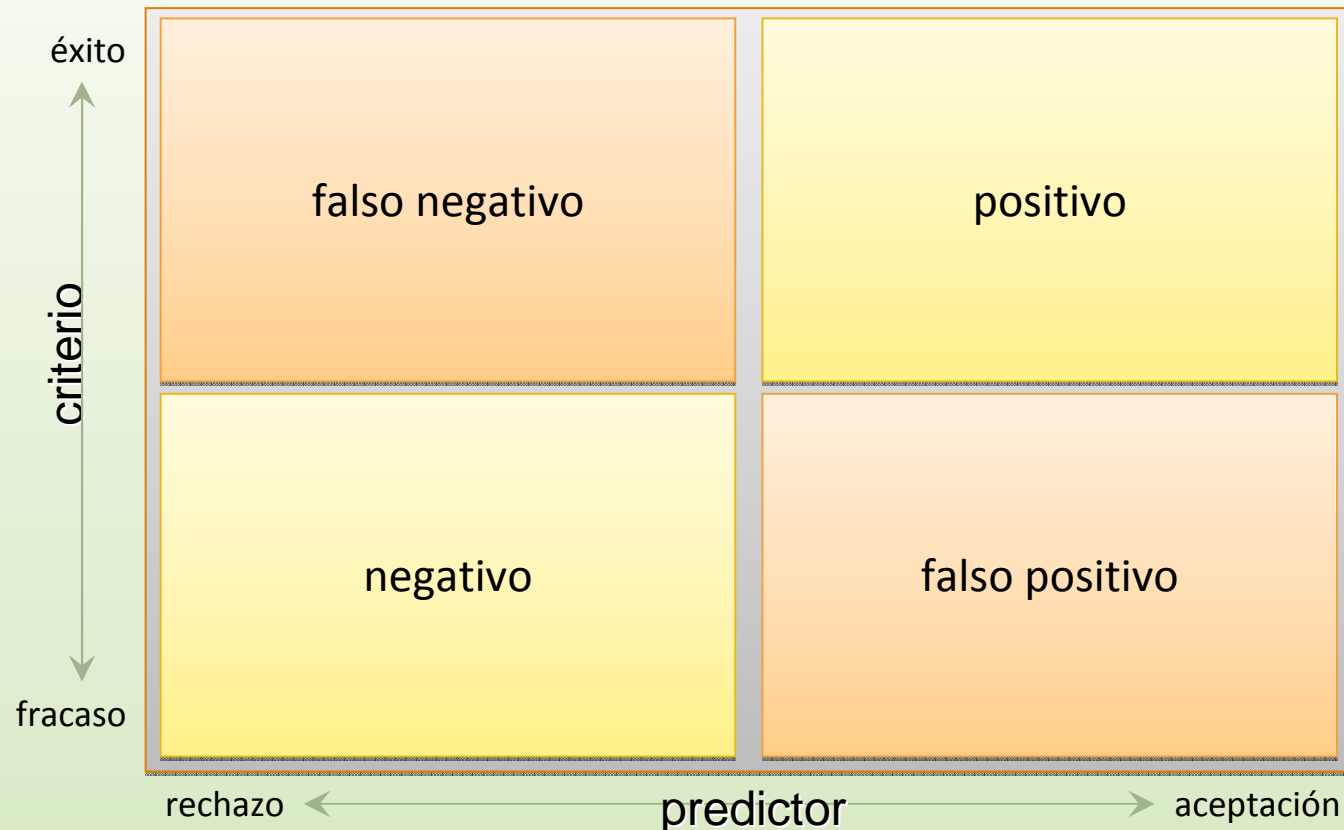 éxito
falso negativo
positivo
criterio
negativo
falso positivo
fracaso
rechazo
predictor
aceptación